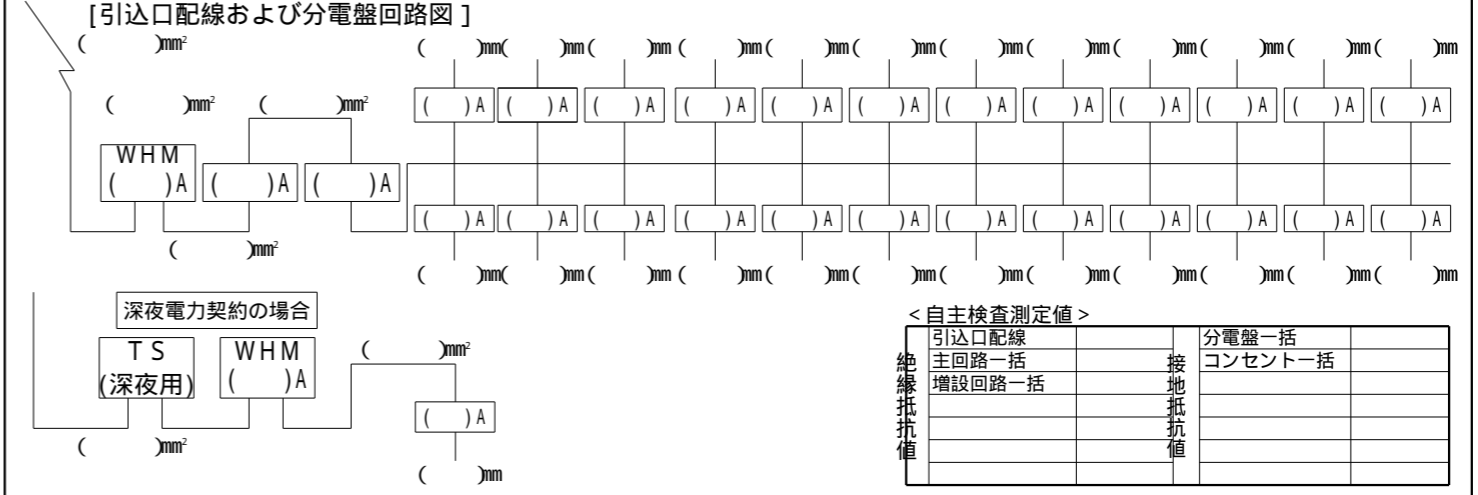 [引込口配線および分電盤回路図]
( )mm²
( )mm( )mm( )mm( )mm( )mm( )mm( )mm( )mm( )mm( )mm( )mm( )mm
( )mm² ( )mm²
( )A ( )A ( )A ( )A ( )A ( )A ( )A ( )A ( )A ( )A ( )A ( )A
WHM
( )A ( )A ( )A
( )A ( )A ( )A ( )A ( )A ( )A ( )A ( )A ( )A ( )A ( )A ( )A
( )mm²
( )mm( )mm( )mm( )mm( )mm( )mm( )mm( )mm( )mm( )mm( )mm( )mm
深夜電力契約の場合
TS
(深夜用)
WHM
( )A
( )mm²
( )A
( )mm²
( )mm
<自主検査測定値>
絶縁抵抗値
引込口配線
主回路一括
増設回路一括
接地抵抗値
分電盤一括
コンセント一括